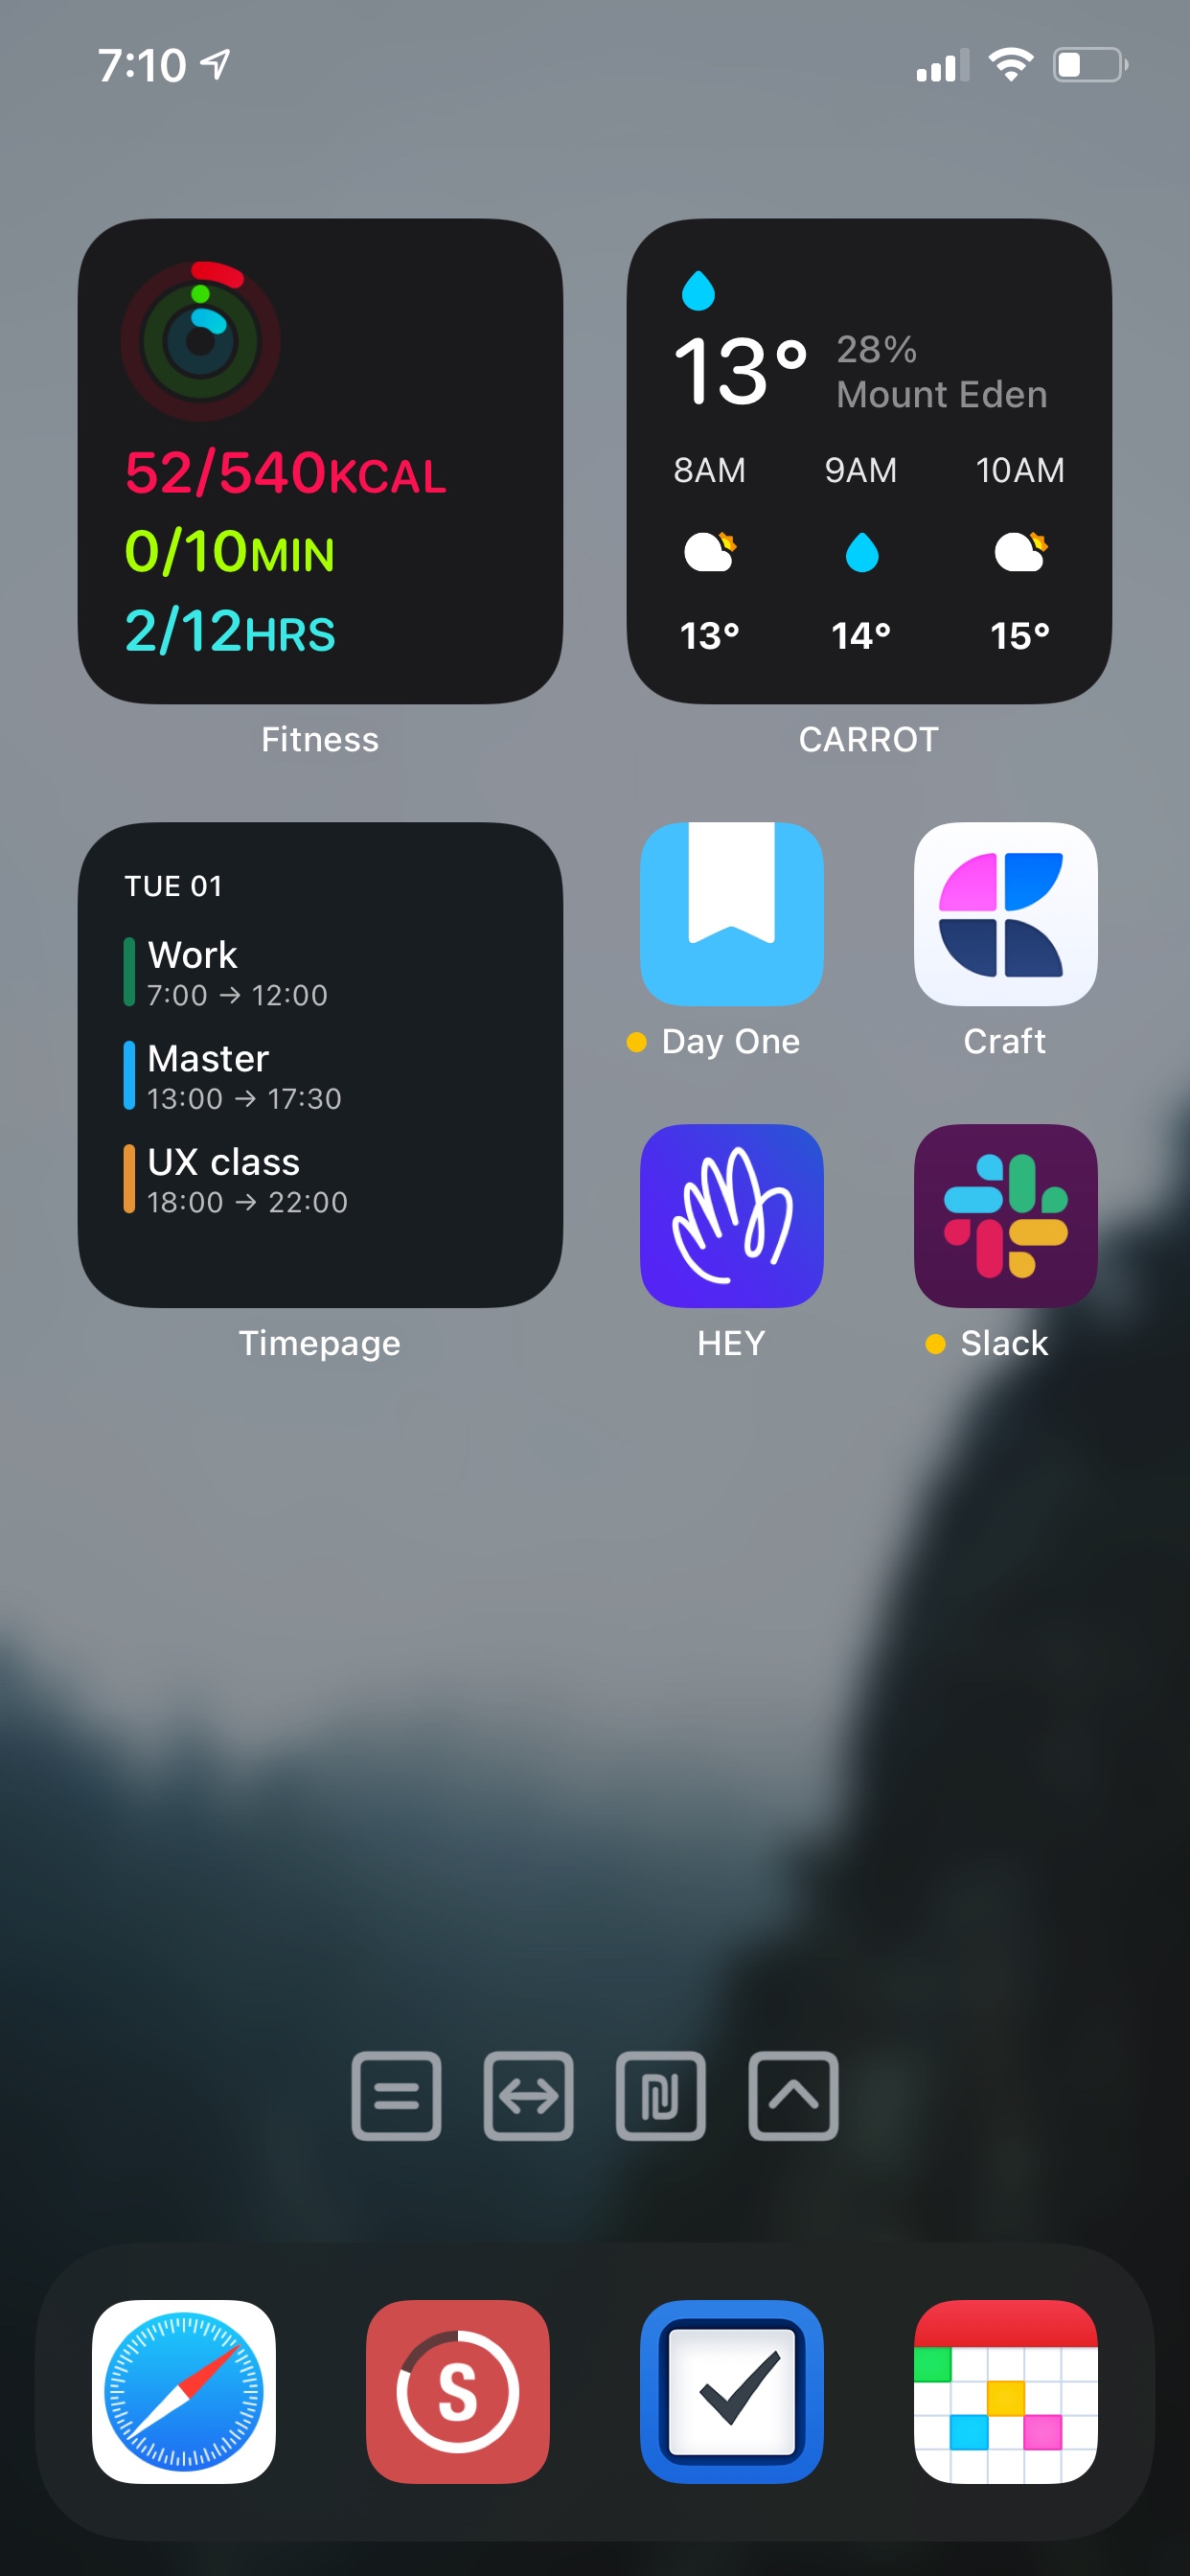 7:10
52/540KCAL
0/10MIN
2/12HRS
Fitness
13°
28%
Mount Eden
8AM 9AM 10AM
13° 14° 15°
CARROT
TUE 01
Work
7:00 → 12:00
Master
13:00 → 17:30
UX class
18:00 → 22:00
Timepage
Day One
Craft
HEY
Slack
₪
S